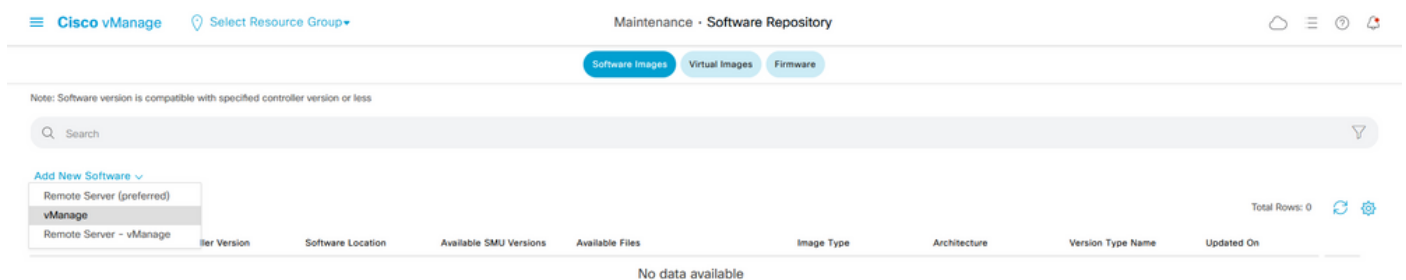 Cisco vManage Select Resource Group Maintenance · Software Repository
Software Images Virtual Images Firmware
Note: Software version is compatible with specified controller version or less
Search
Add New Software
Remote Server (preferred)
vManage
Total Rows: 0
Remote Server - vManage
ller Version Software Location Available SMU Versions Available Files Image Type Architecture Version Type Name Updated On
No data available